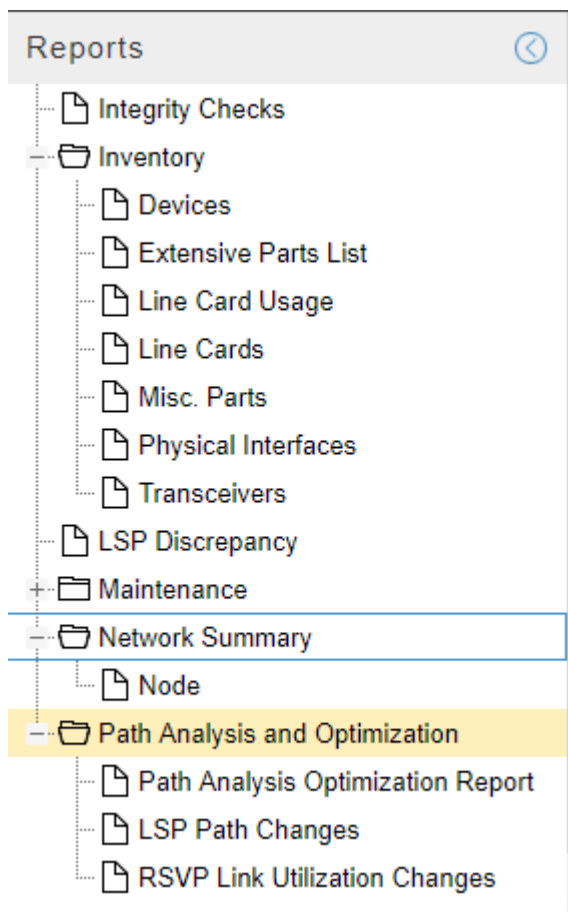 Reports
Integrity Checks
Inventory
Devices
Extensive Parts List
Line Card Usage
Line Cards
Misc. Parts
Physical Interfaces
Transceivers
LSP Discrepancy
Maintenance
Network Summary
Node
Path Analysis and Optimization
Path Analysis Optimization Report
LSP Path Changes
RSVP Link Utilization Changes